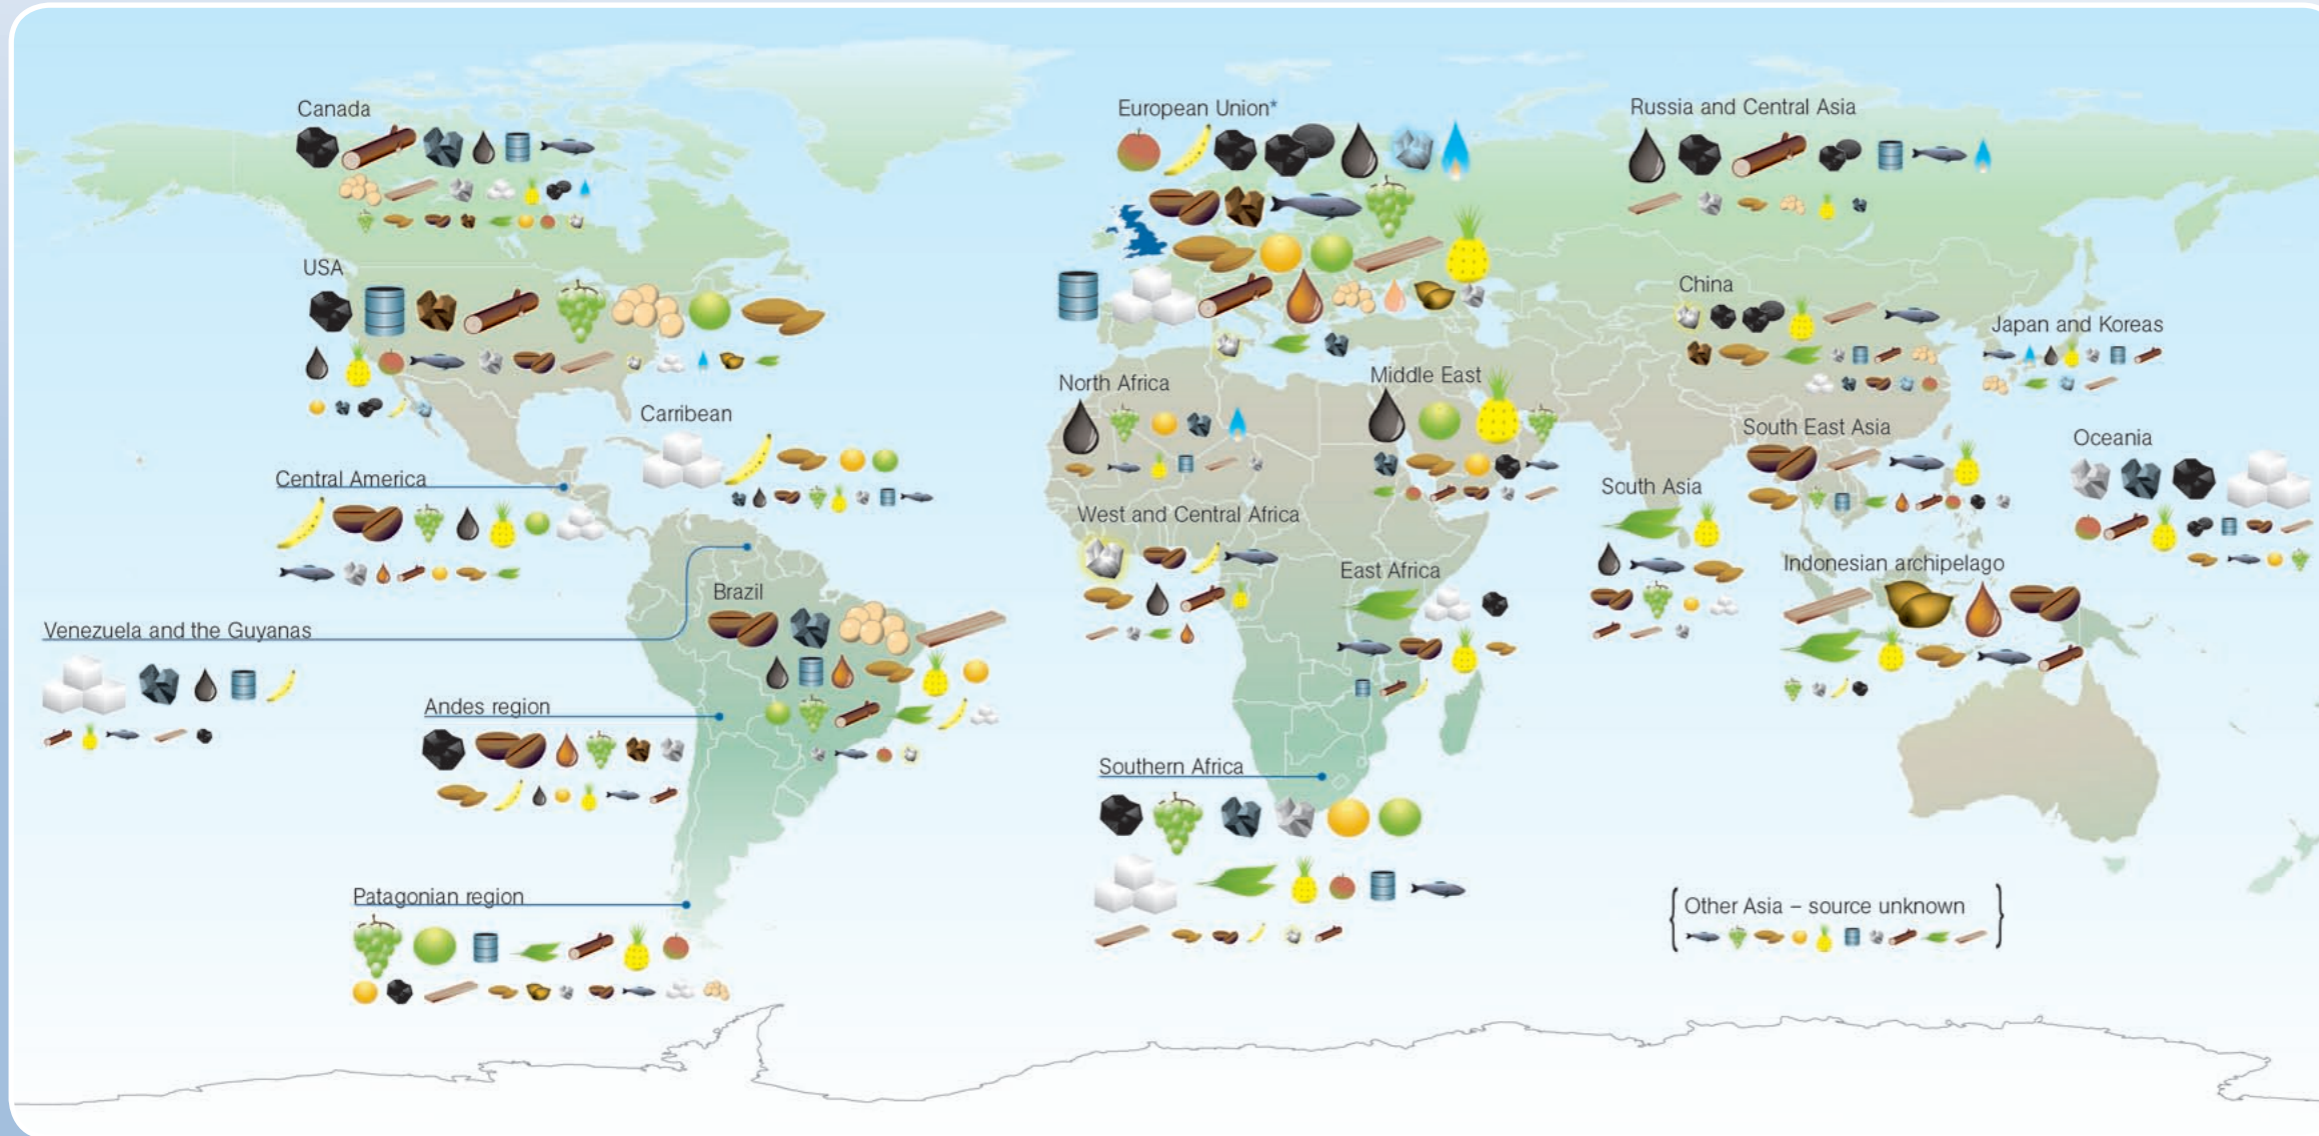 Canada
European Union*
Russia and Central Asia
USA
China
Japan and Koreas
North Africa
Middle East
Carribean
South East Asia
Oceania
Central America
South Asia
West and Central Africa
Indonesian archipelago
East Africa
Brazil
Venezuela and the Guyanas
Andes region
Southern Africa
Patagonian region
Other Asia – source unknown